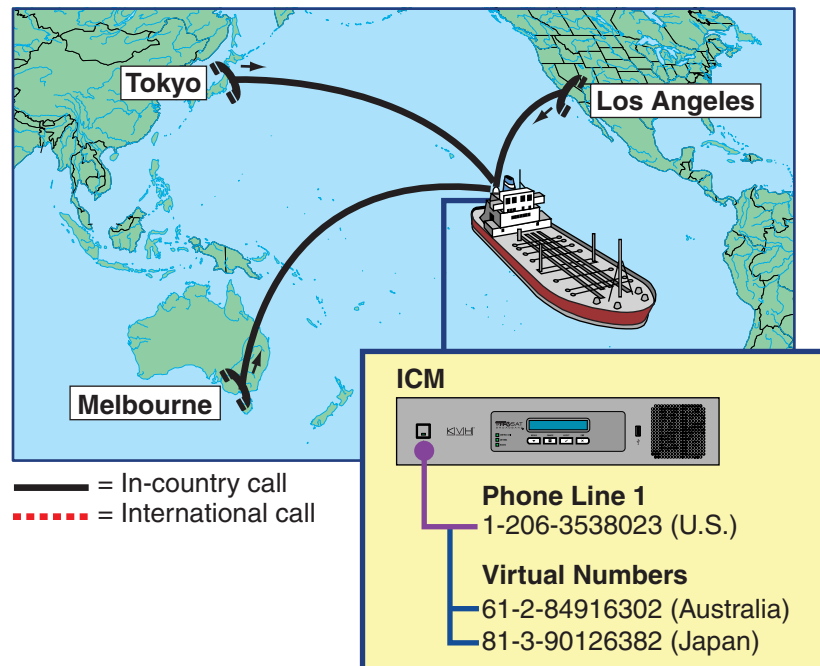 Tokyo
Los Angeles
Melbourne
= In-country call
= International call
ICM
KVH
Phone Line 1
1-206-3538023 (U.S.)
Virtual Numbers
61-2-84916302 (Australia)
81-3-90126382 (Japan)